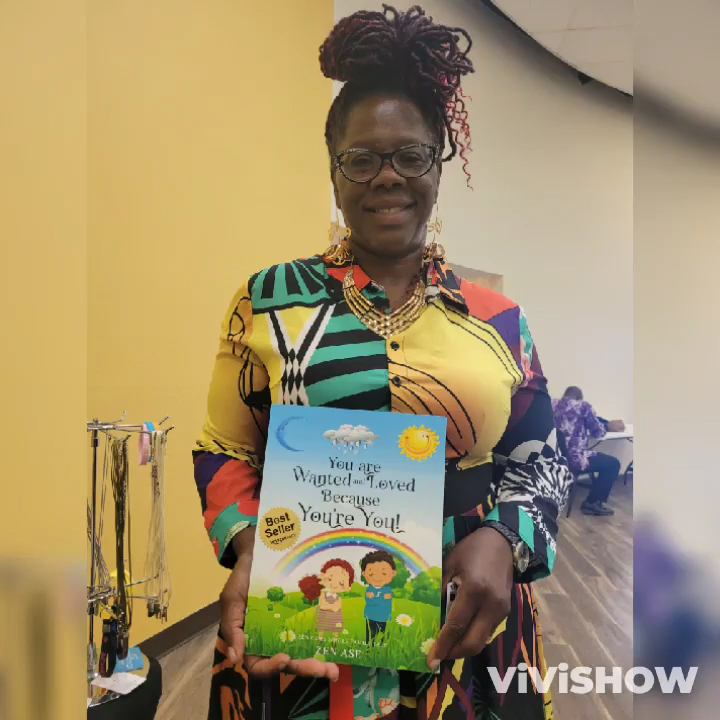 You are
Wanted and Loved
Because
You're You!
Best
Seller
ZEN ASE
ViViSHOW